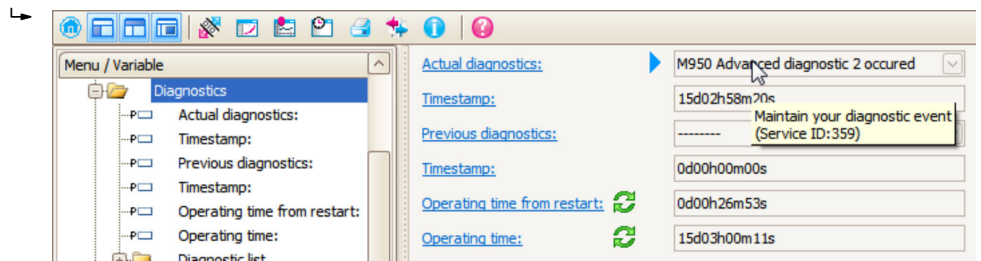 Menu / Variable
Diagnostics
Actual diagnostics:
Timestamp:
Previous diagnostics:
Timestamp:
Operating time from restart:
Operating time:
Diagnostic list
Actual diagnostics:
M950 Advanced diagnostic 2 occured
Timestamp:
15d02h58m20s
Maintain your diagnostic event
(Service ID:359)
Previous diagnostics:
--------
Timestamp:
0d00h00m00s
Operating time from restart:
0d00h26m53s
Operating time:
15d03h00m11s